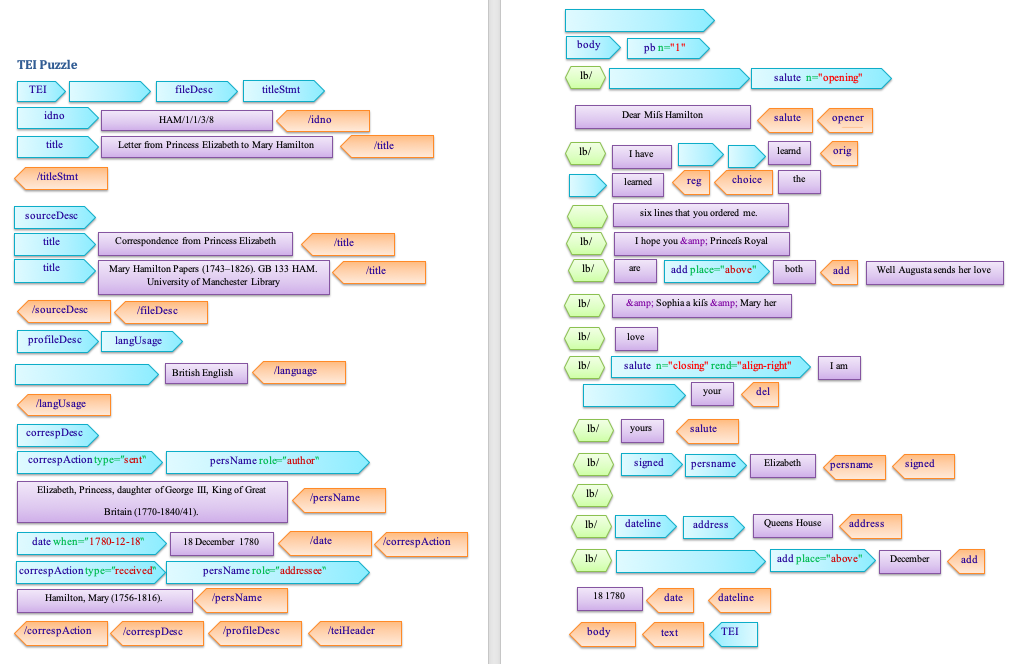 TEI Puzzle
TEI fileDesc titleStmt
idno HAM/1/1/3/8 /idno
title Letter from Princess Elizabeth to Mary Hamilton /title
/titleStmt
sourceDesc
title Correspondence from Princess Elizabeth /title
title Mary Hamilton Papers (1743–1826). GB 133 HAM.
University of Manchester Library /title
/sourceDesc /fileDesc
profileDesc langUsage
British English /language
/langUsage
correspDesc
correspAction type="sent" persName role="author"
Elizabeth, Princess, daughter of George III, King of Great
Britain (1770-1840/41). /persName
date when="1780-12-18" 18 December 1780 /date /correspAction
correspAction type="received" persName role="addressee"
Hamilton, Mary (1756-1816). /persName
/correspAction /correspDesc /profileDesc /teiHeader
body pb n="1"
lb/ salute n="opening"
Dear Miſs Hamilton salute opener
lb/ I have learnd orig
learned reg choice the
six lines that you ordered me.
lb/ I hope you &amp; Princeſs Royal
lb/ are add place="above" both add Well Augusta sends her love
lb/ &amp; Sophia a kiſs &amp; Mary her
lb/ love
lb/ salute n="closing" rend="align-right" I am
your del
lb/ yours salute
lb/ signed persname Elizabeth persname signed
lb/
lb/ dateline address Queens House address
lb/ add place="above" December add
18 1780 date dateline
body text TEI